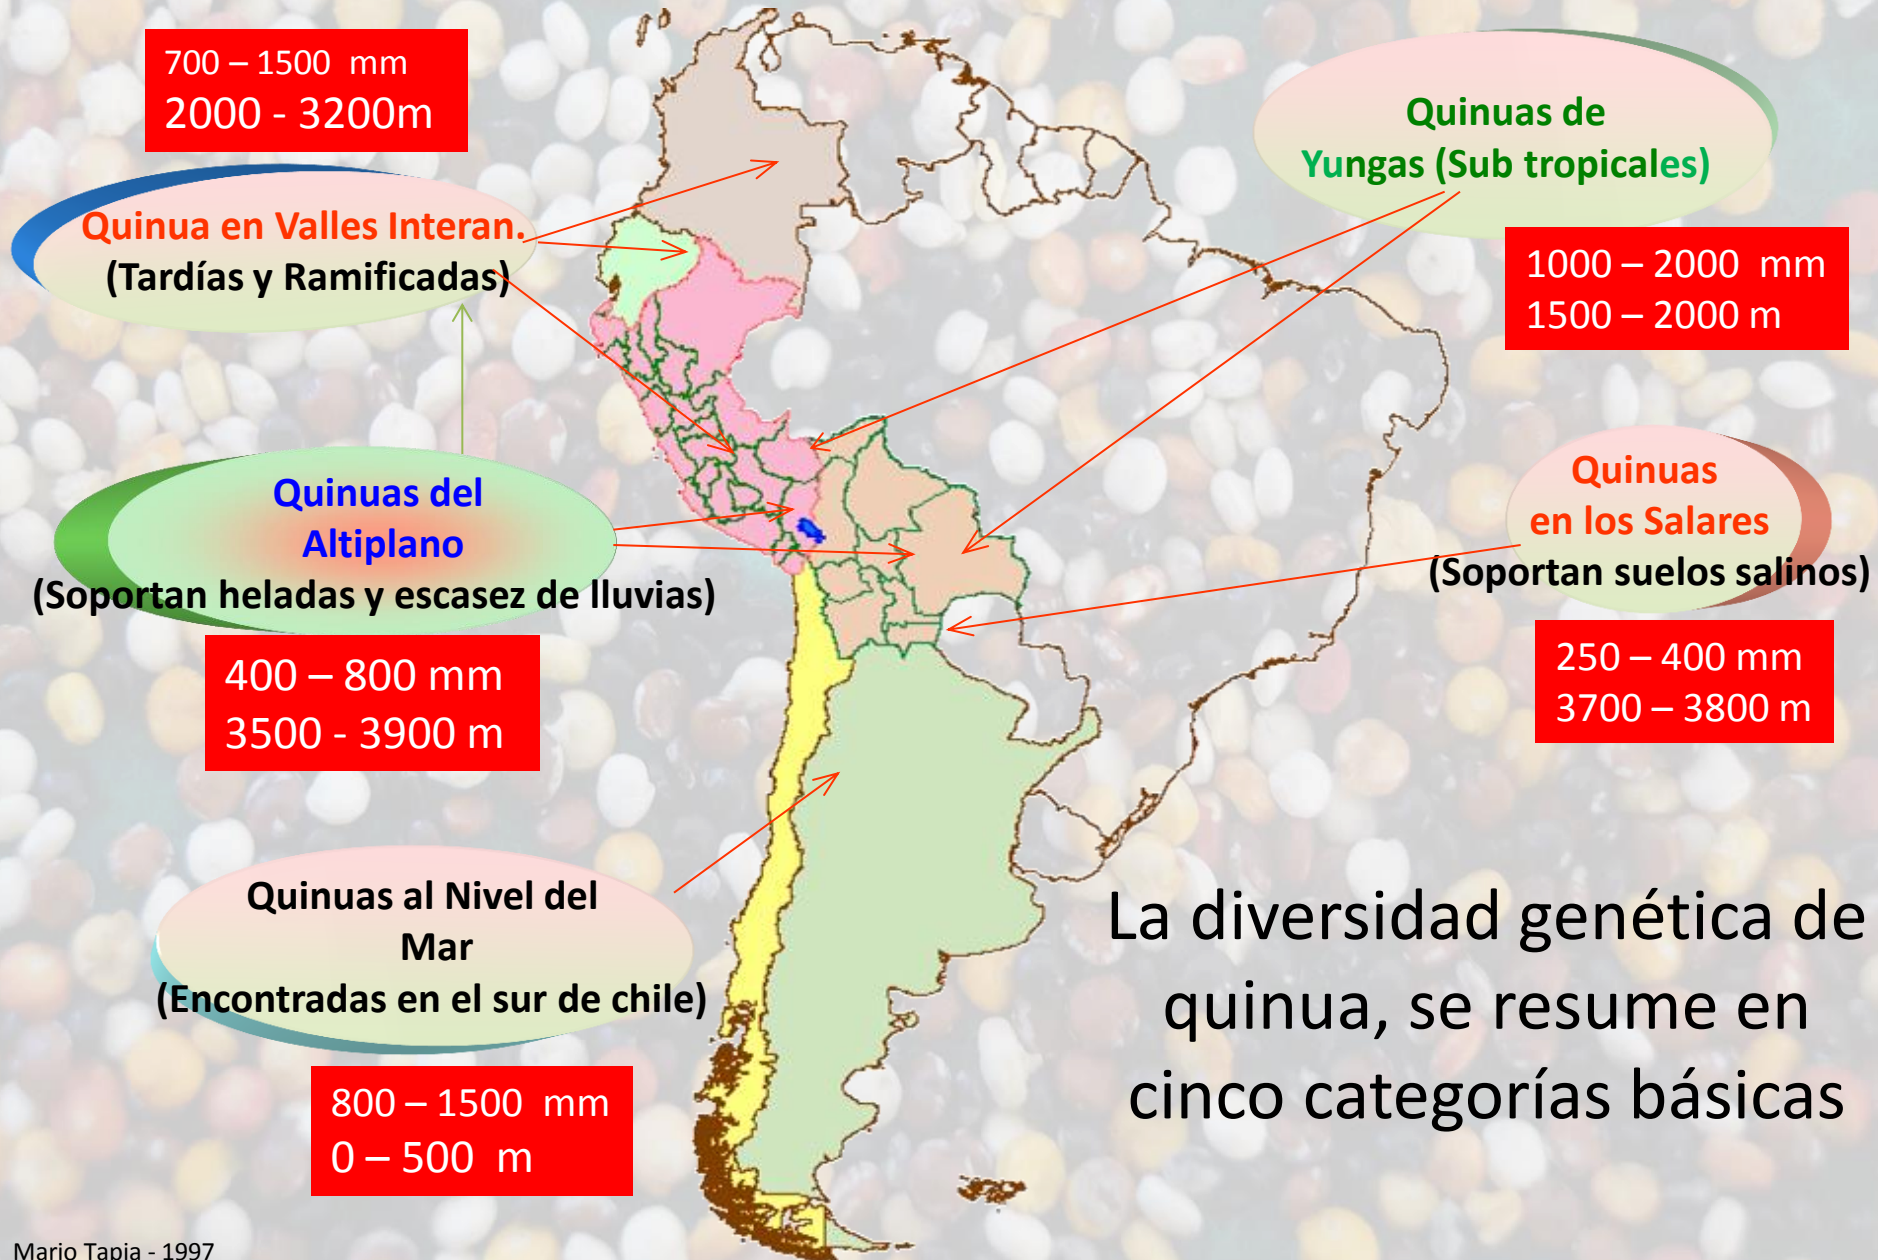 700 – 1500 mm
2000 - 3200m
Quinua en Valles Interan.
(Tardías y Ramificadas)
Quinuas de
Yungas (Sub tropicales)
1000 – 2000 mm
1500 – 2000 m
Quinuas del
Altiplano
(Soportan heladas y escasez de lluvias)
400 – 800 mm
3500 - 3900 m
Quinuas
en los Salares
(Soportan suelos salinos)
250 – 400 mm
3700 – 3800 m
Quinuas al Nivel del
Mar
(Encontradas en el sur de chile)
800 – 1500 mm
0 – 500 m
La diversidad genética de
quinua, se resume en
cinco categorías básicas
Mario Tapia - 1997